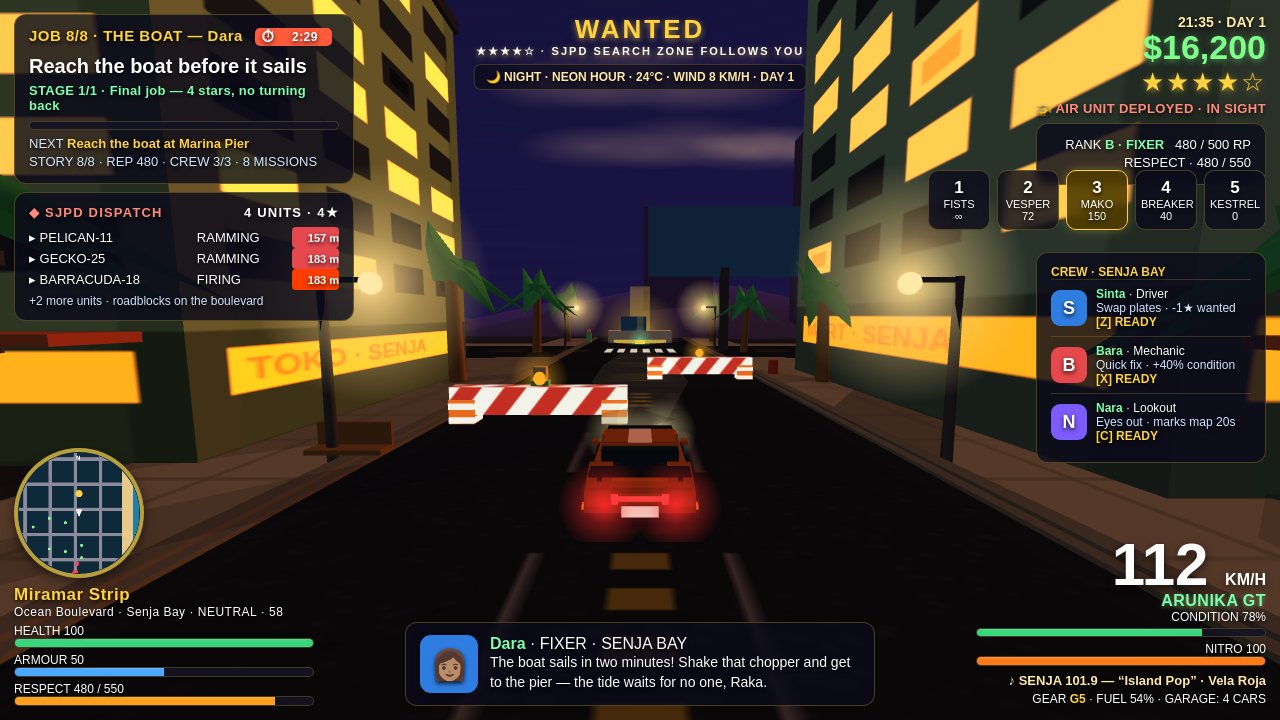 JOB 8/8 · THE BOAT — Dara ⏱ 2:29
Reach the boat before it sails
STAGE 1/1 · Final job — 4 stars, no turning
back
NEXT Reach the boat at Marina Pier
STORY 8/8 · REP 480 · CREW 3/3 · 8 MISSIONS
◆ SJPD DISPATCH 4 UNITS · 4★
▸ PELICAN-11 RAMMING 157 m
▸ GECKO-25 RAMMING 183 m
▸ BARRACUDA-18 FIRING 183 m
+2 more units · roadblocks on the boulevard
WANTED
★★★★☆ · SJPD SEARCH ZONE FOLLOWS YOU
🌙 NIGHT · NEON HOUR · 24°C · WIND 8 KM/H · DAY 1
21:35 · DAY 1
$16,200
★★★★☆
AIR UNIT DEPLOYED · IN SIGHT
RANK B · FIXER 480 / 500 RP
RESPECT · 480 / 550
1 FISTS ∞
2 VESPER 72
3 MAKO 150
4 BREAKER 40
5 KESTREL 0
CREW · SENJA BAY
S Sinta · Driver
Swap plates · -1★ wanted
[Z] READY
B Bara · Mechanic
Quick fix · +40% condition
[X] READY
N Nara · Lookout
Eyes out · marks map 20s
[C] READY
TOKO · SENJA
ART · SENJA
N
Miramar Strip
Ocean Boulevard · Senja Bay · NEUTRAL · 58
HEALTH 100
ARMOUR 50
RESPECT 480 / 550
Dara · FIXER · SENJA BAY
The boat sails in two minutes! Shake that chopper and get
to the pier — the tide waits for no one, Raka.
112 KM/H
ARUNIKA GT
CONDITION 78%
NITRO 100
♪ SENJA 101.9 — “Island Pop” · Vela Roja
GEAR G5 · FUEL 54% · GARAGE: 4 CARS